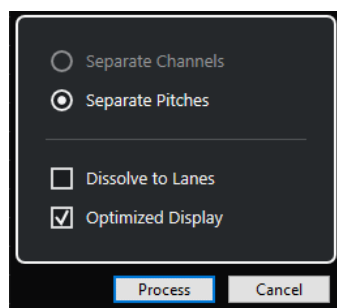 Separate Channels
Separate Pitches
Dissolve to Lanes
Optimized Display
Process Cancel